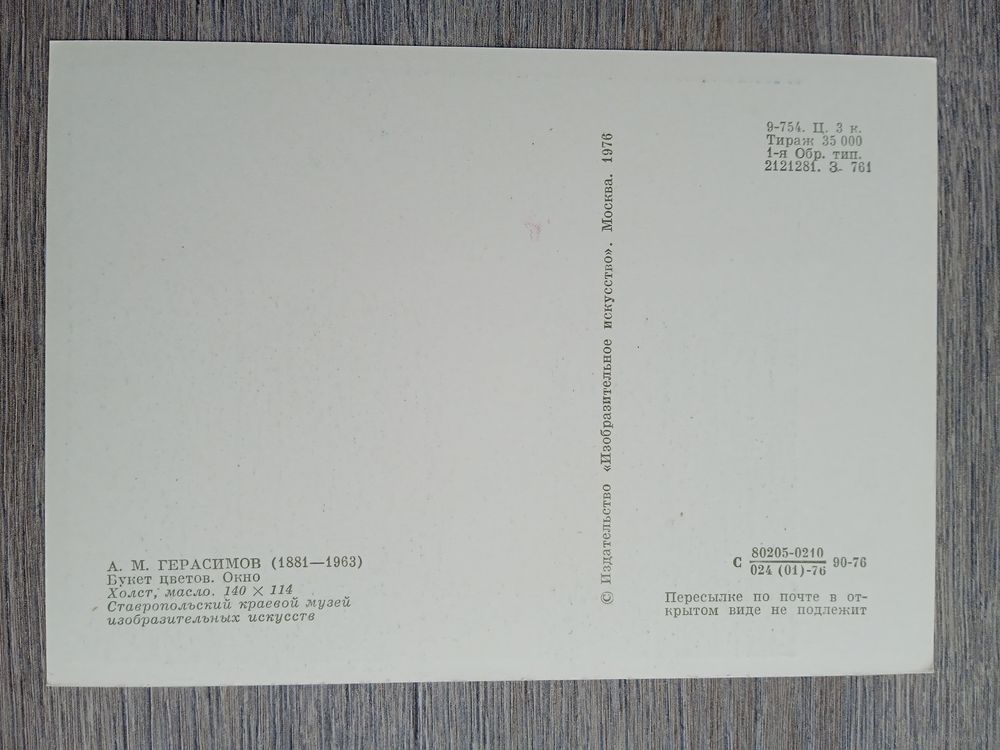 А. М. ГЕРАСИМОВ (1881—1963)
Букет цветов. Окно
Холст, масло. 140 × 114
Ставропольский краевой музей
изобразительных искусств
© Издательство «Изобразительное искусство». Москва. 1976
9-754. Ц. 3 к.
Тираж 35 000
1-я Обр. тип.
2121281. З- 761
С 80205-0210
024 (01)-76 90-76
Пересылке по почте в от-
крытом виде не подлежит